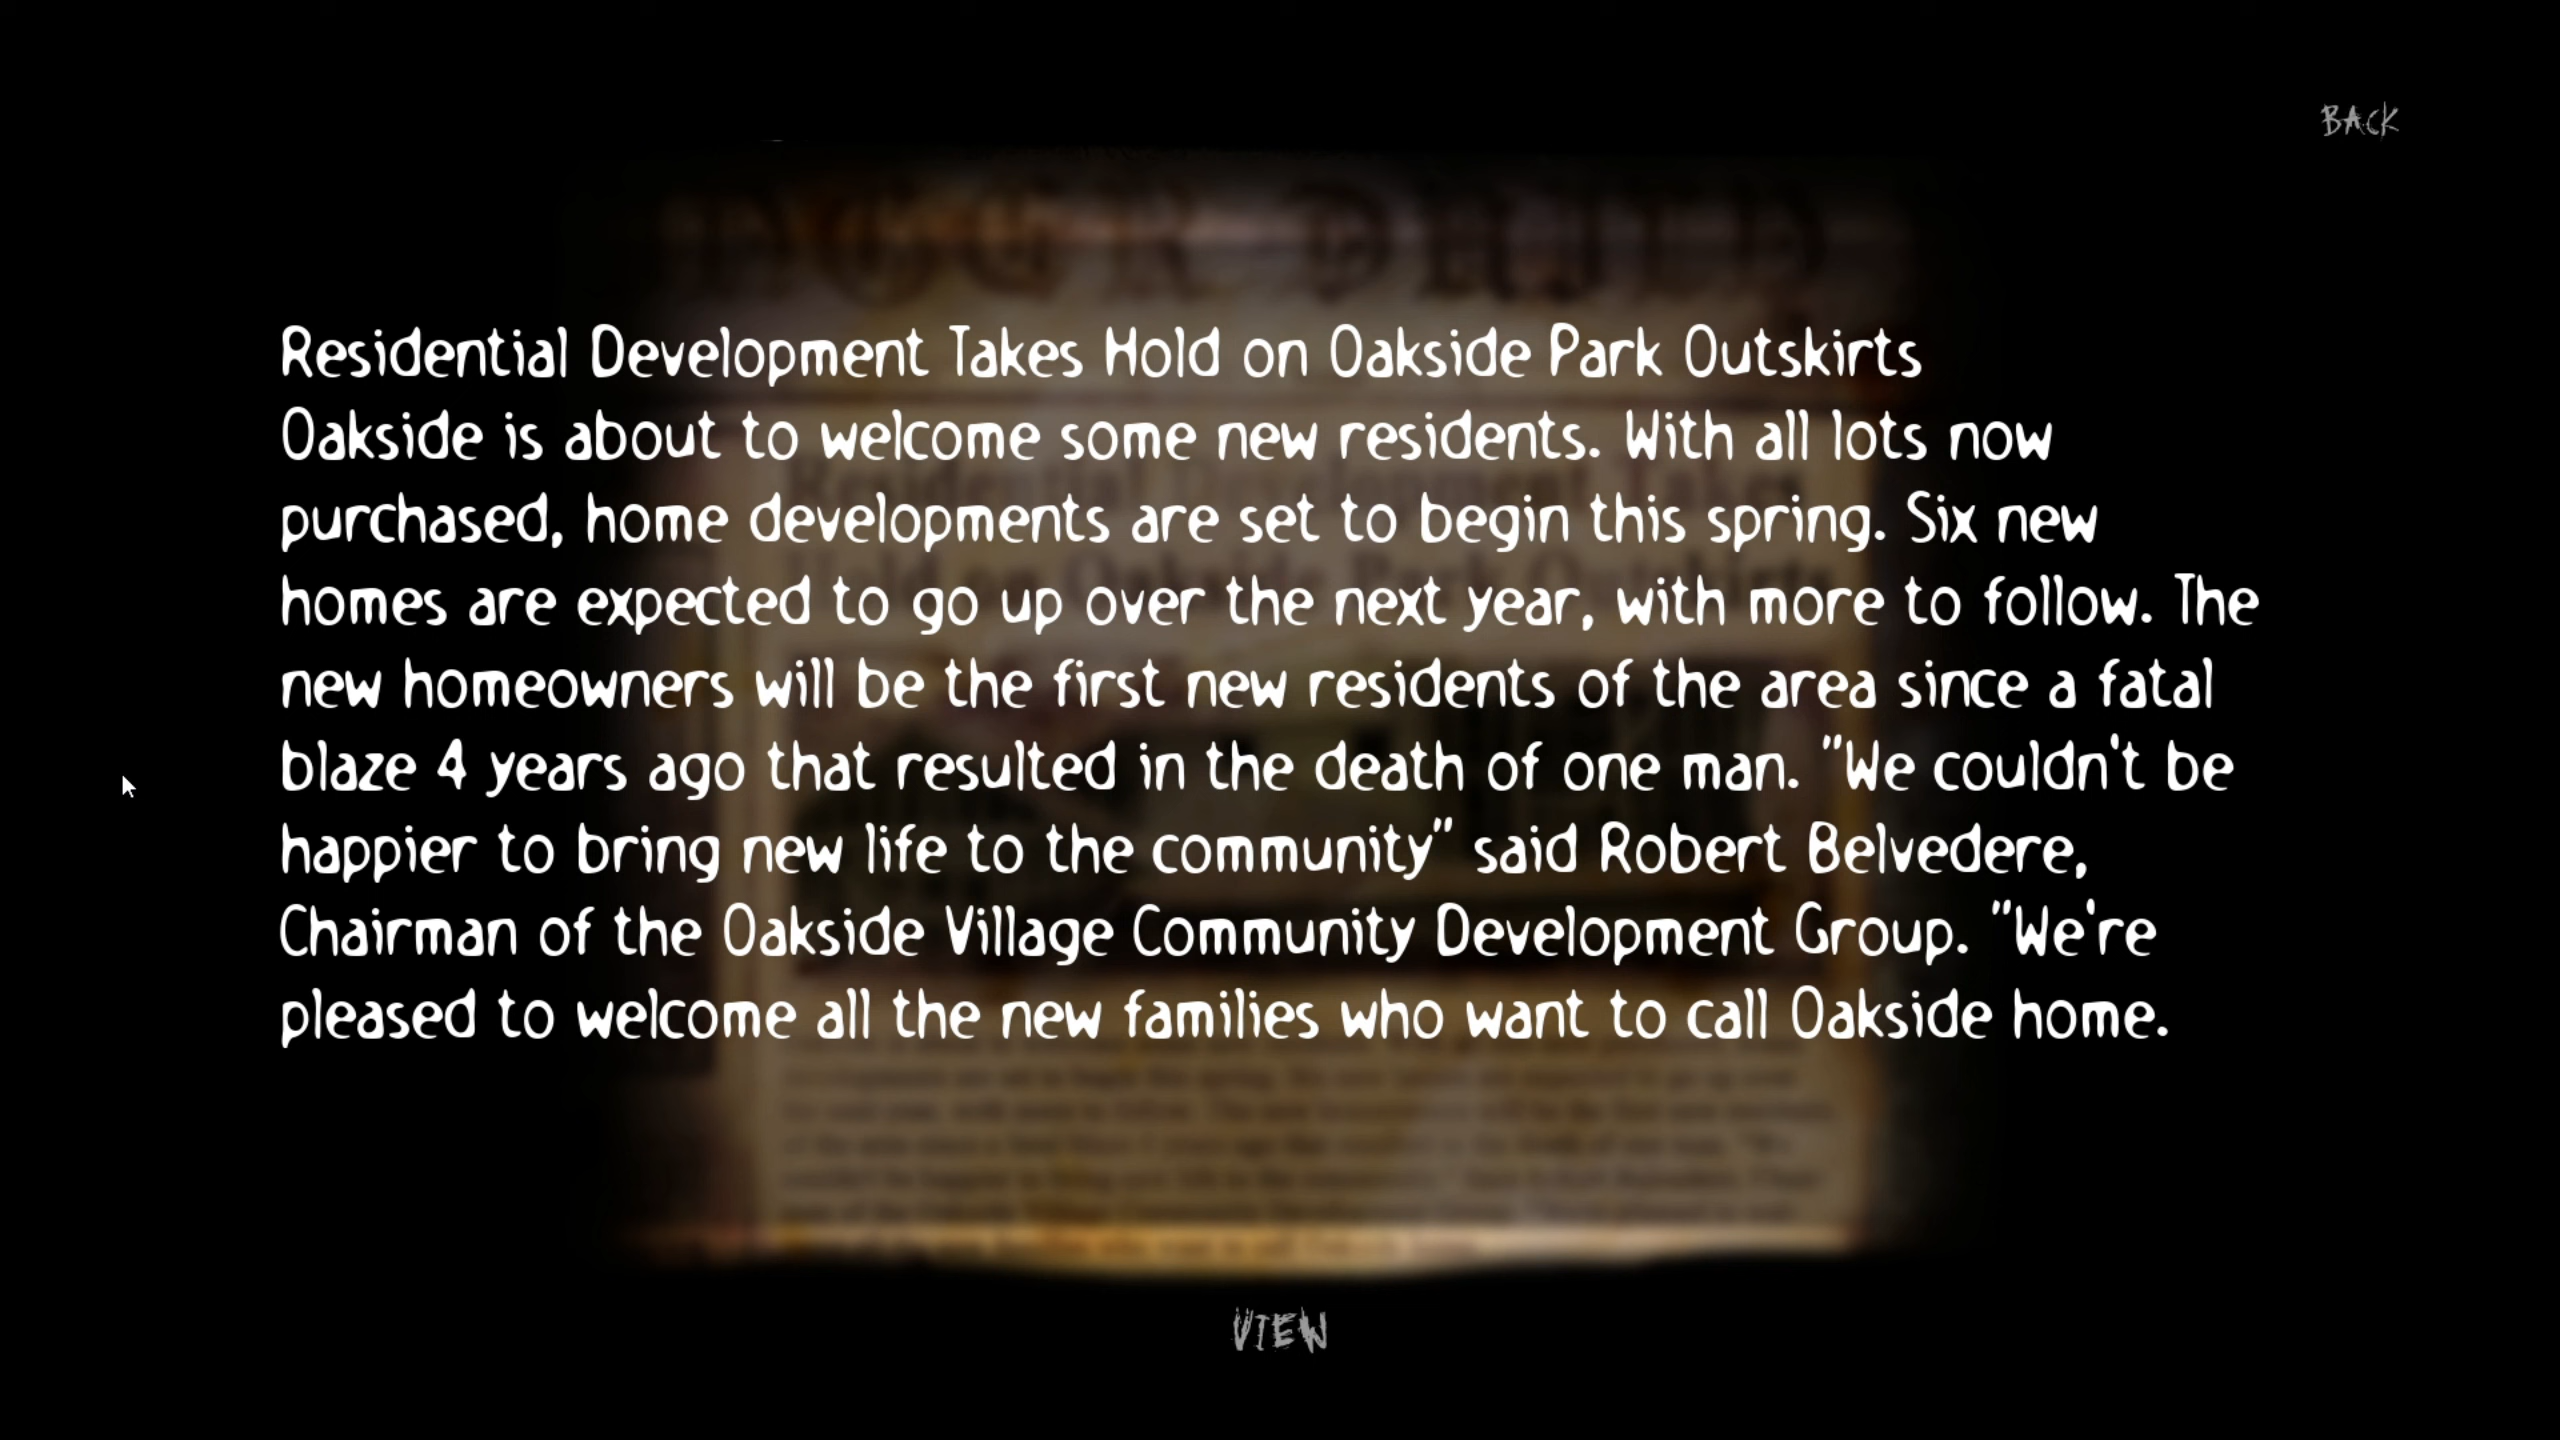 BACK
Residential Development Takes Hold on Oakside Park Outskirts
Oakside is about to welcome some new residents. With all lots now
purchased, home developments are set to begin this spring. Six new
homes are expected to go up over the next year, with more to follow. The
new homeowners will be the first new residents of the area since a fatal
blaze 4 years ago that resulted in the death of one man. "We couldn't be
happier to bring new life to the community" said Robert Belvedere,
Chairman of the Oakside Village Community Development Group. "We're
pleased to welcome all the new families who want to call Oakside home.
VIEW